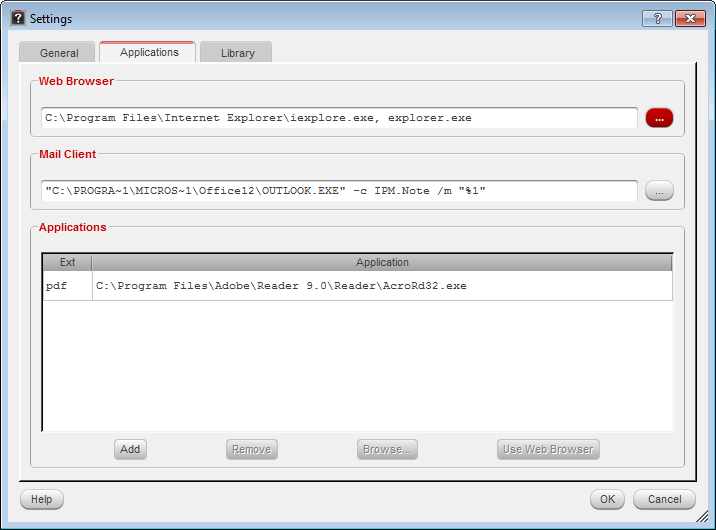 Settings
General Applications Library
Web Browser
C:\Program Files\Internet Explorer\iexplore.exe, explorer.exe ...
Mail Client
"C:\PROGRA~1\MICROS~1\Office12\OUTLOOK.EXE" -c IPM.Note /m "%1" ...
Applications
Ext Application
pdf C:\Program Files\Adobe\Reader 9.0\Reader\AcroRd32.exe
Add Remove Browse... Use Web Browser
Help OK Cancel